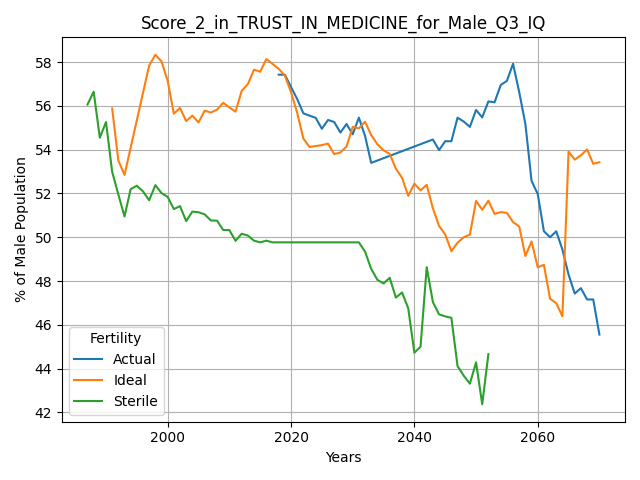 Score_2_in_TRUST_IN_MEDICINE_for_Male_Q3_IQ
% of Male Population
58
56
54
52
50
48
46
44
42
Fertility
Actual
Ideal
Sterile
2000
2020
2040
2060
Years